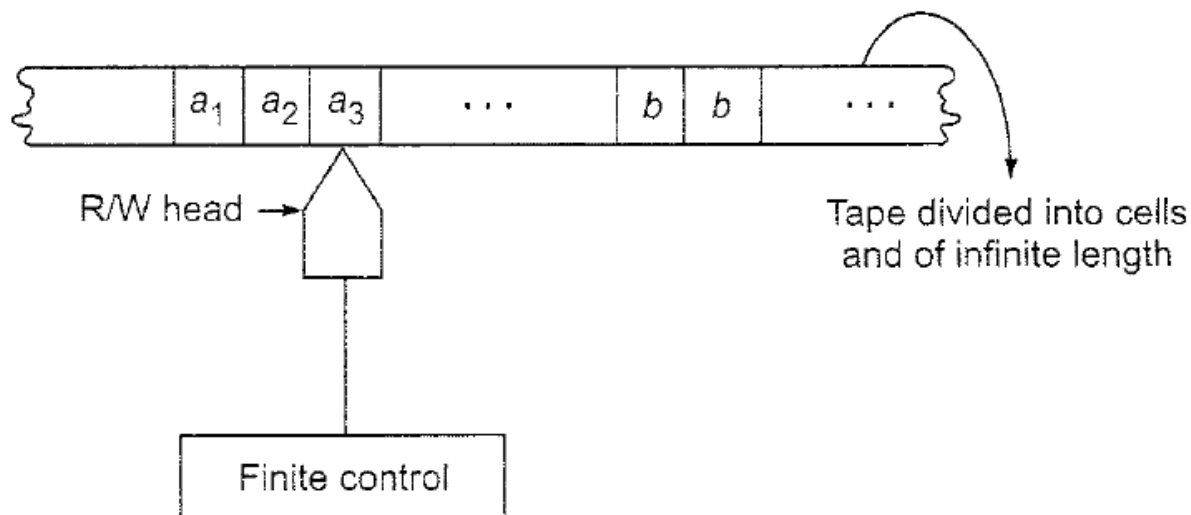 a₁ a₂ a₃ ... b b ...
R/W head
Tape divided into cells
and of infinite length
Finite control